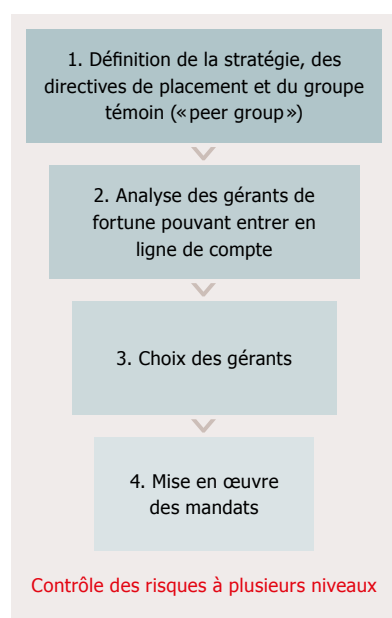 1. Définition de la stratégie, des
directives de placement et du groupe
témoin («peer group»)
2. Analyse des gérants de
fortune pouvant entrer en
ligne de compte
3. Choix des gérants
4. Mise en œuvre
des mandats
Contrôle des risques à plusieurs niveaux